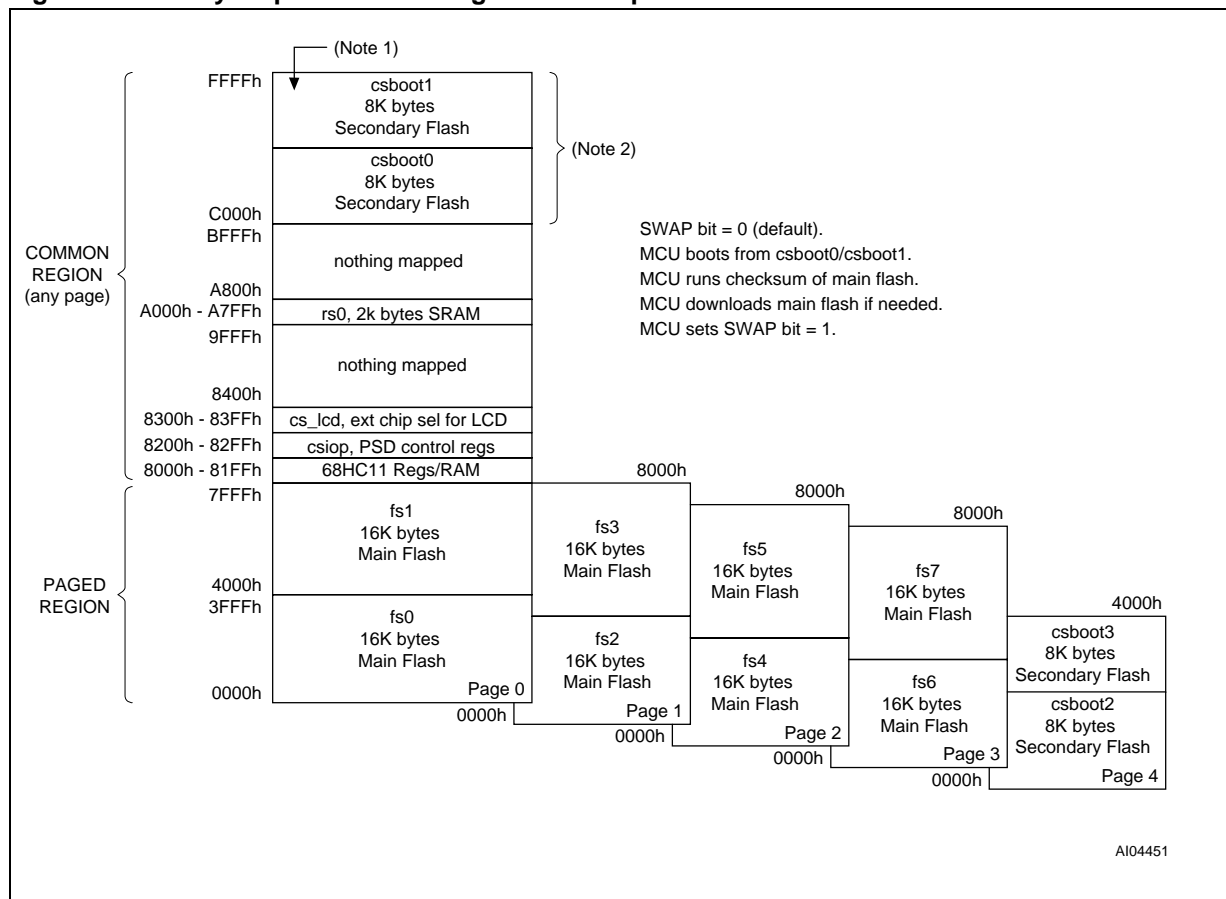 (Note 1)
FFFFh
csboot1
8K bytes
Secondary Flash
csboot0
8K bytes
Secondary Flash
(Note 2)
C000h
BFFFh
nothing mapped
A800h
A000h - A7FFh
rs0, 2k bytes SRAM
9FFFh
nothing mapped
8400h
8300h - 83FFh
cs_lcd, ext chip sel for LCD
8200h - 82FFh
csiop, PSD control regs
8000h - 81FFh
68HC11 Regs/RAM
COMMON
REGION
(any page)
SWAP bit = 0 (default).
MCU boots from csboot0/csboot1.
MCU runs checksum of main flash.
MCU downloads main flash if needed.
MCU sets SWAP bit = 1.
PAGED
REGION
7FFFh
fs1
16K bytes
Main Flash
4000h
3FFFh
fs0
16K bytes
Main Flash
0000h
Page 0
8000h
fs3
16K bytes
Main Flash
fs2
16K bytes
Main Flash
0000h
Page 1
8000h
fs5
16K bytes
Main Flash
fs4
16K bytes
Main Flash
0000h
Page 2
8000h
fs7
16K bytes
Main Flash
fs6
16K bytes
Main Flash
0000h
Page 3
4000h
csboot3
8K bytes
Secondary Flash
csboot2
8K bytes
Secondary Flash
0000h
Page 4
AI04451